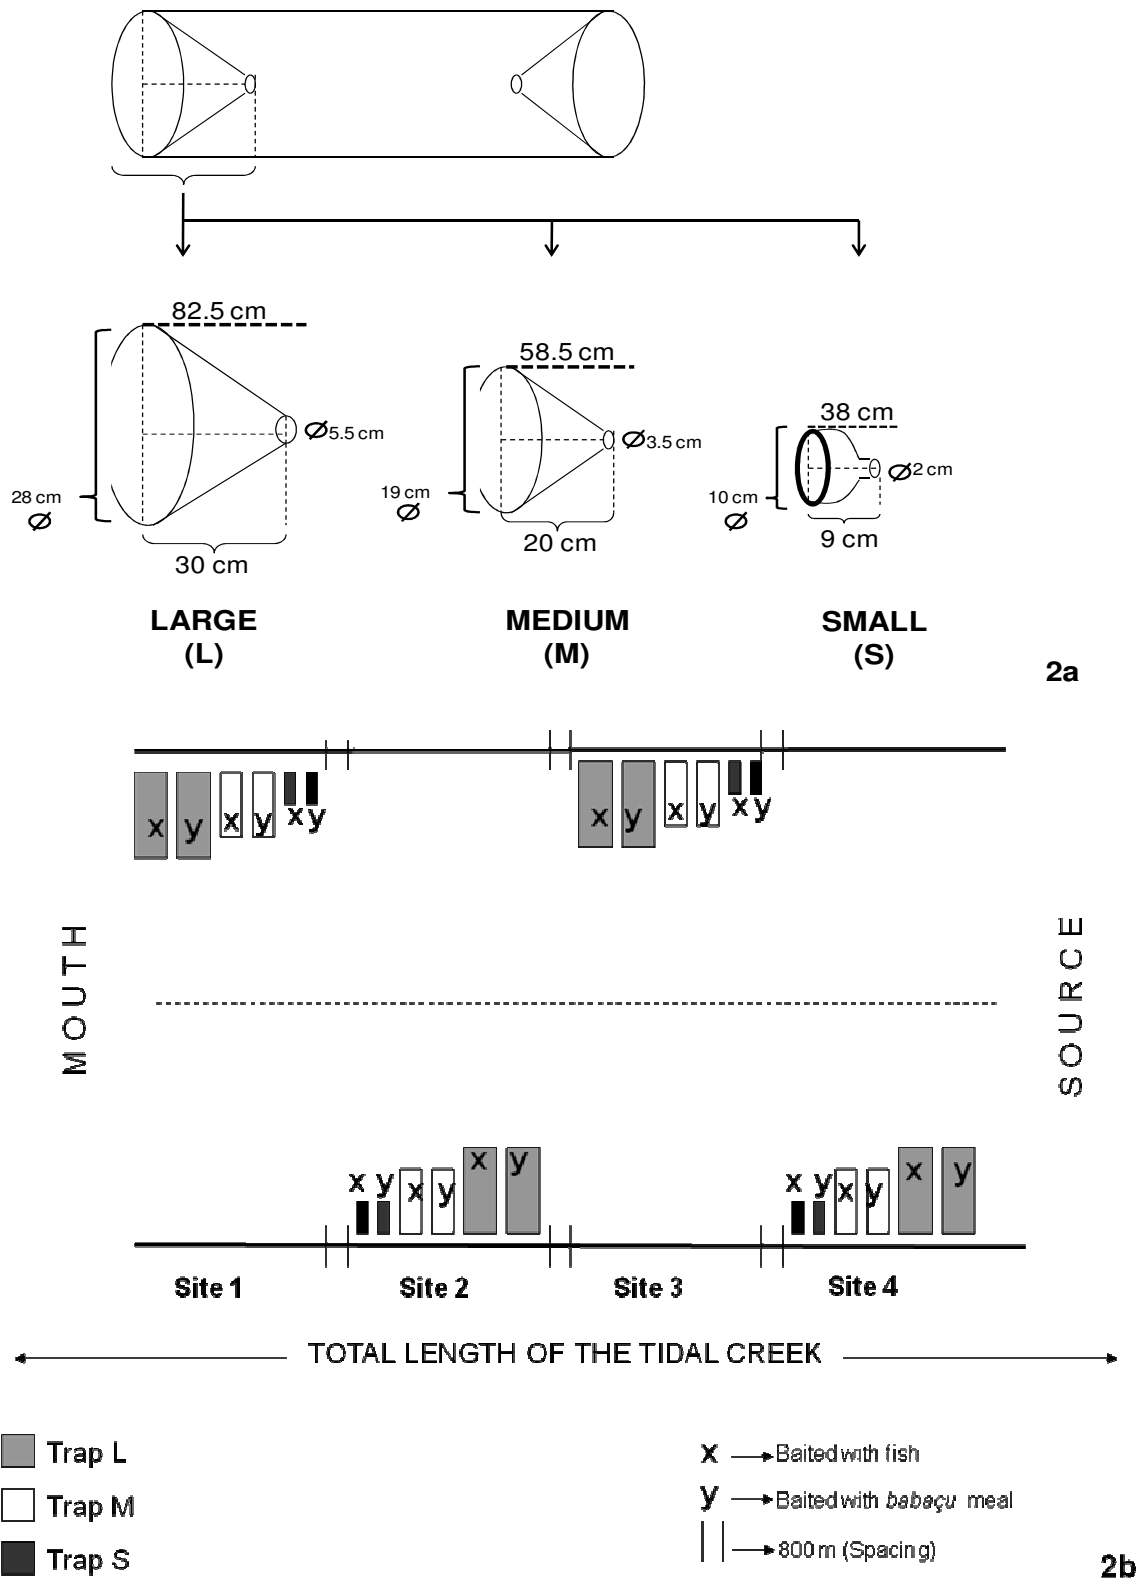 82.5 cm
58.5 cm
38 cm
Ø 5.5 cm
Ø 3.5 cm
Ø 2 cm
28 cm
Ø
19 cm
Ø
10 cm
Ø
30 cm
20 cm
9 cm
LARGE
(L)
MEDIUM
(M)
SMALL
(S)
2a
x y x y x y
x y x y x y
MOUTH
SOURCE
x y x y x y
x y x y x y
Site 1 Site 2 Site 3 Site 4
TOTAL LENGTH OF THE TIDAL CREEK
Trap L
Trap M
Trap S
x Baited with fish
y Baited with babaçu meal
800 m (Spacing)
2b